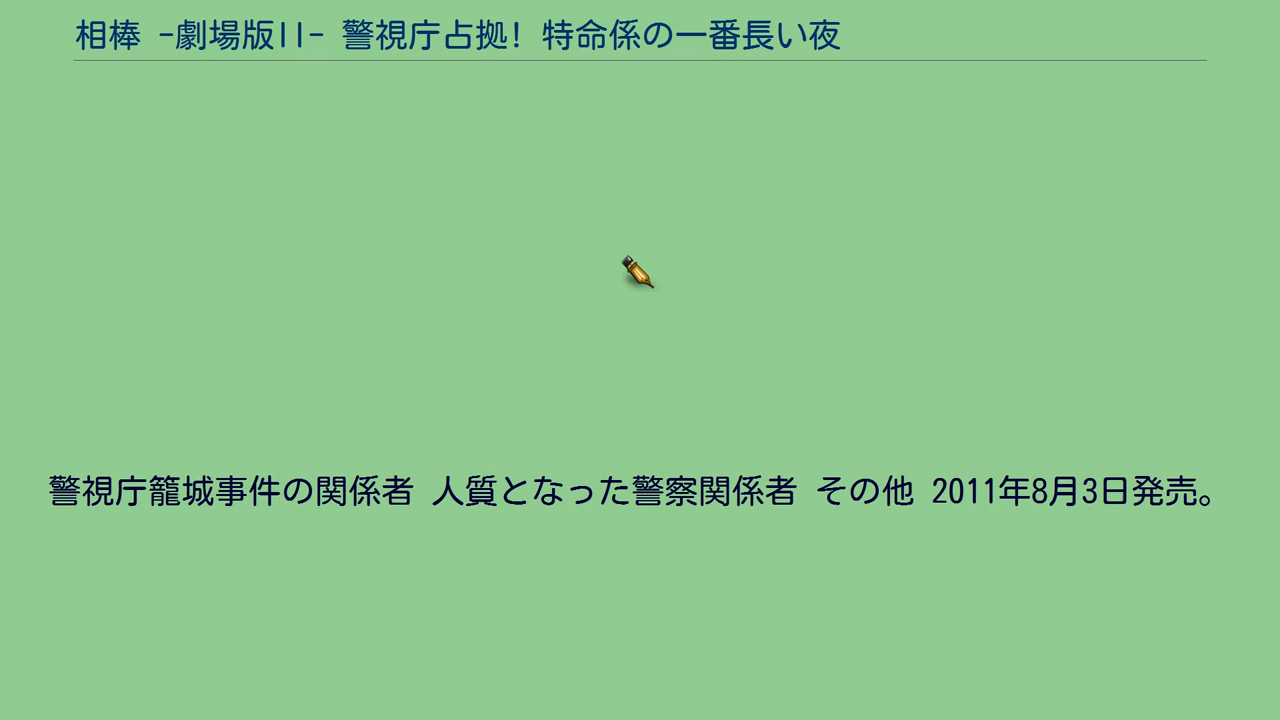 相棒 -劇場版II- 警視庁占拠! 特命係の一番長い夜
警視庁籠城事件の関係者 人質となった警察関係者 その他 2011年8月3日発売。